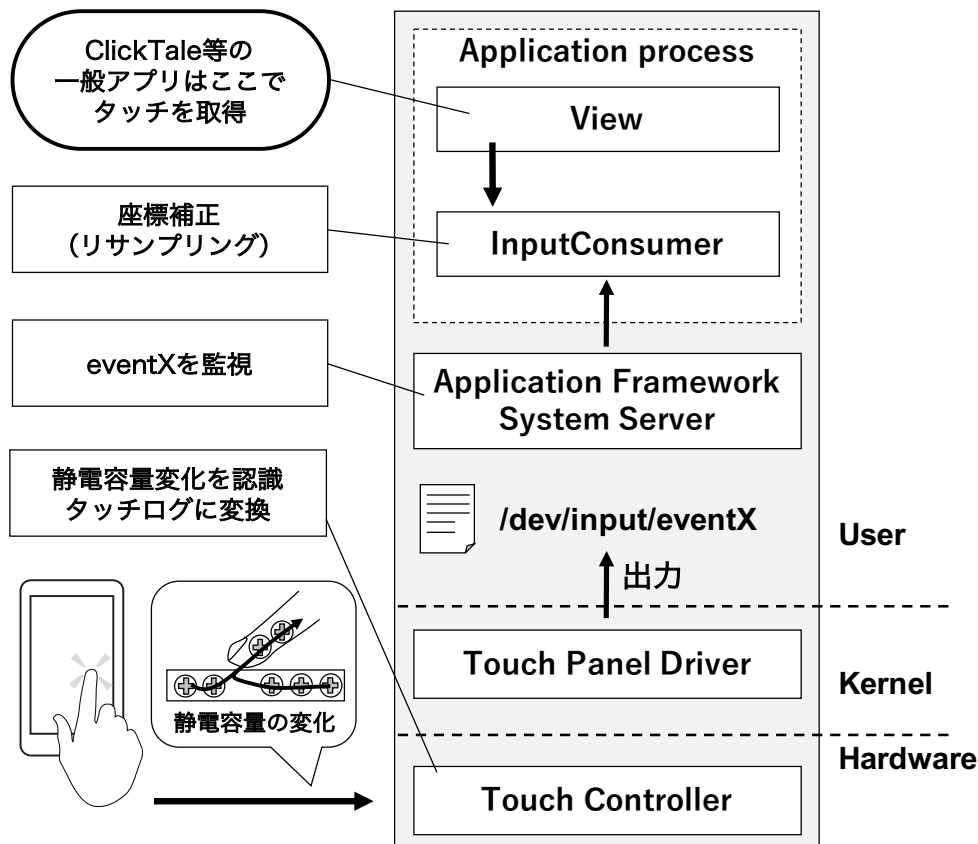 ClickTale等の
一般アプリはここで
タッチを取得
Application process
View
座標補正
(リサンプリング)
InputConsumer
eventXを監視
Application Framework
System Server
静電容量変化を認識
タッチログに変換
/dev/input/eventX
User
出力
Touch Panel Driver
Kernel
静電容量の変化
Hardware
Touch Controller